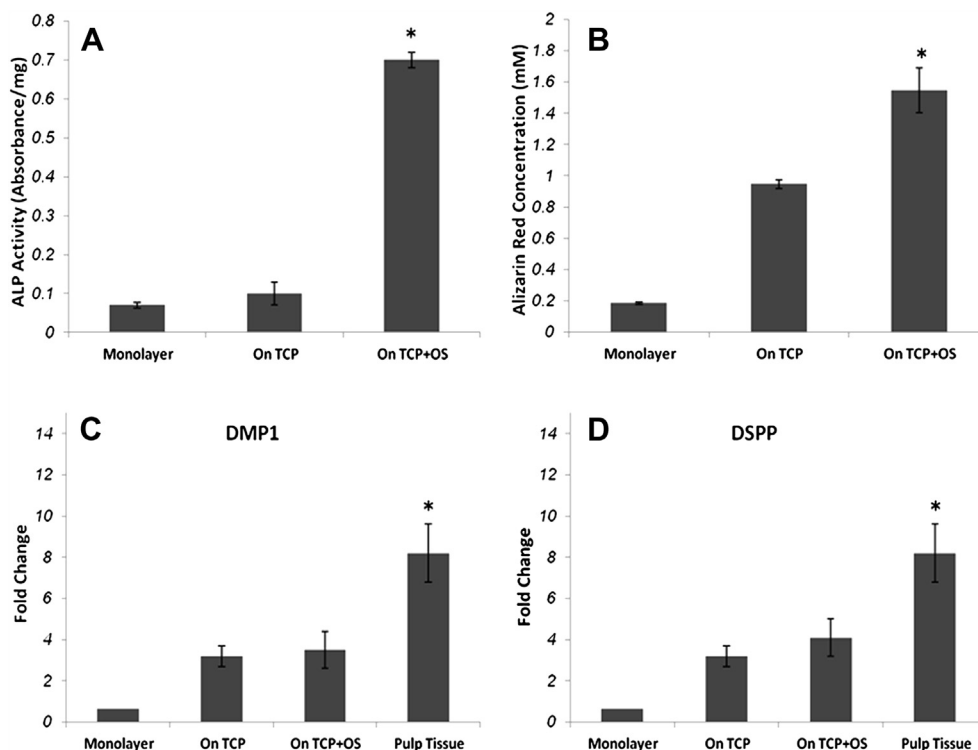 A
ALP Activity (Absorbance/mg)
0.8
0.7
0.6
0.5
0.4
0.3
0.2
0.1
0
*
Monolayer On TCP On TCP+OS
B
Alizarin Red Concentration (mM)
2
1.8
1.6
1.4
1.2
1
0.8
0.6
0.4
0.2
0
*
Monolayer On TCP On TCP+OS
C
DMP1
Fold Change
14
12
10
8
6
4
2
0
*
Monolayer On TCP On TCP+OS Pulp Tissue
D
DSPP
Fold Change
14
12
10
8
6
4
2
0
*
Monolayer On TCP On TCP+OS Pulp Tissue